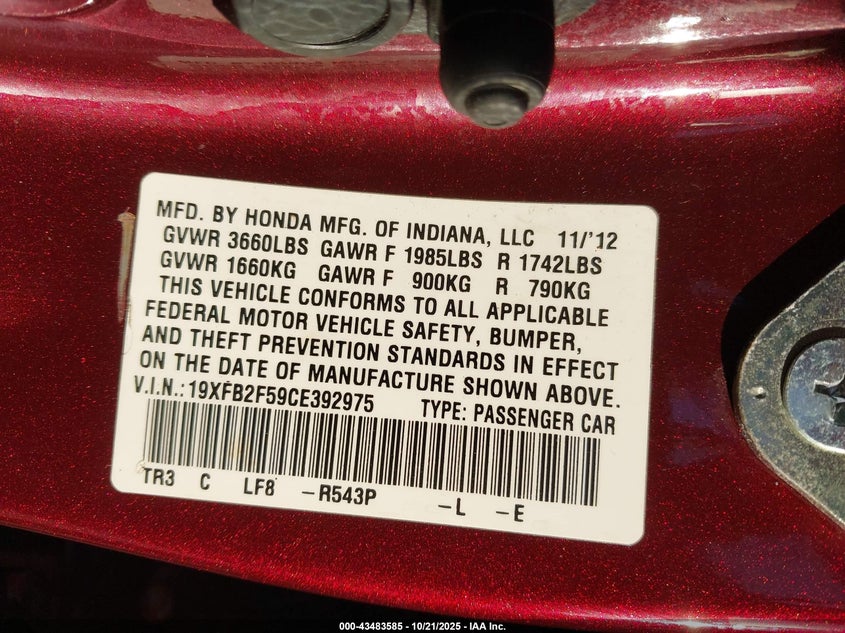 MFD. BY HONDA MFG. OF INDIANA, LLC 11/'12
GVWR 3660LBS GAWR F 1985LBS R 1742LBS
GVWR 1660KG GAWR F 900KG R 790KG
THIS VEHICLE CONFORMS TO ALL APPLICABLE
FEDERAL MOTOR VEHICLE SAFETY, BUMPER,
AND THEFT PREVENTION STANDARDS IN EFFECT
ON THE DATE OF MANUFACTURE SHOWN ABOVE.
V.I.N.:19XFB2F59CE392975 TYPE: PASSENGER CAR
TR3 C LF8 -R543P -L -E
000-43483585 - 10/21/2025 - IAA Inc.